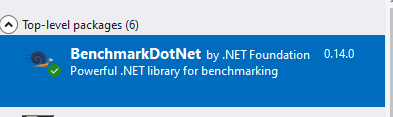 Top-level packages (6)
BenchmarkDotNet by .NET Foundation 0.14.0
Powerful .NET library for benchmarking